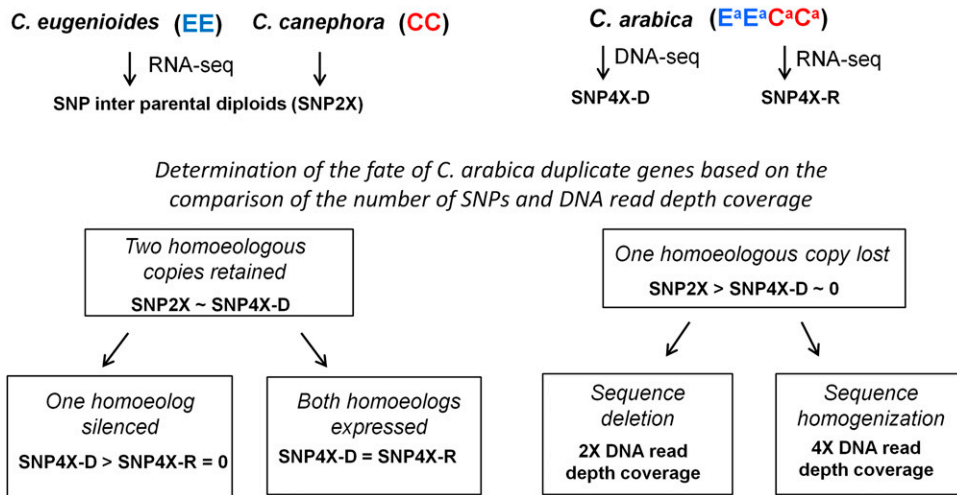 C. eugenioides (EE) C. canephora (CC)
C. arabica (EᵃEᵃCᵃCᵃ)
RNA-seq
DNA-seq
RNA-seq
SNP inter parental diploids (SNP2X)
SNP4X-D
SNP4X-R
Determination of the fate of C. arabica duplicate genes based on the
comparison of the number of SNPs and DNA read depth coverage
Two homoeologous
copies retained
SNP2X ~ SNP4X-D
One homoeologous copy lost
SNP2X > SNP4X-D ~ 0
One homoeolog
silenced
SNP4X-D > SNP4X-R = 0
Both homoeologs
expressed
SNP4X-D = SNP4X-R
Sequence
deletion
2X DNA read
depth coverage
Sequence
homogenization
4X DNA read
depth coverage